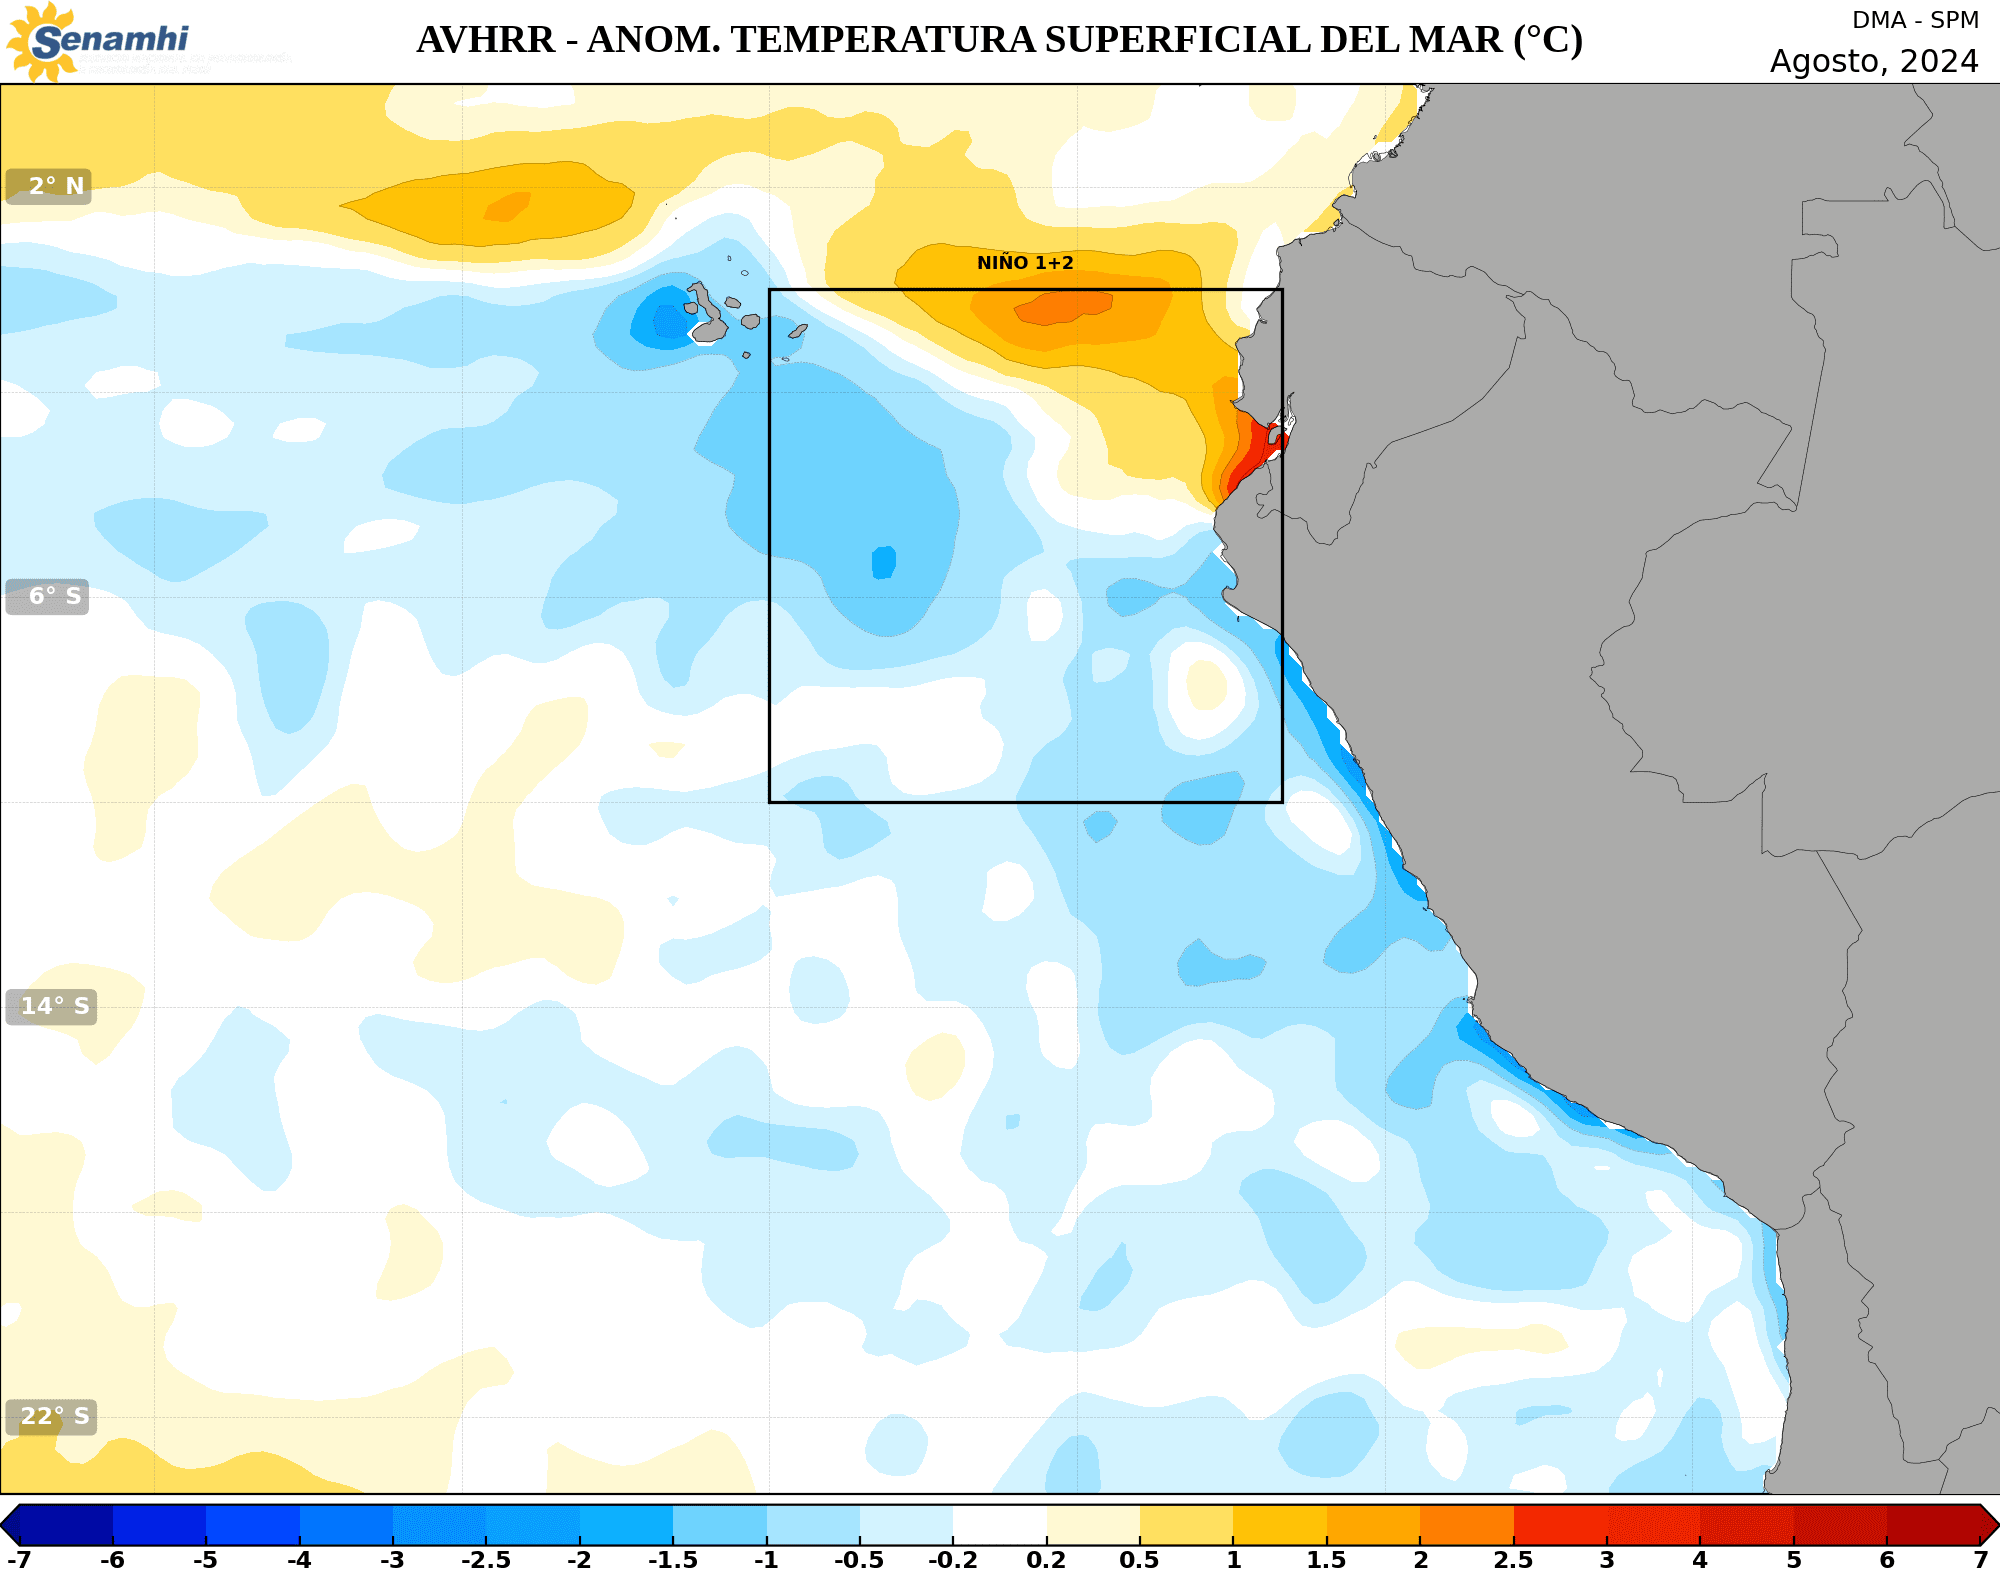 Senamhi
AVHRR - ANOM. TEMPERATURA SUPERFICIAL DEL MAR (°C)
DMA - SPM
Agosto, 2024
2° N
NIÑO 1+2
6° S
14° S
22° S
-7 -6 -5 -4 -3 -2.5 -2 -1.5 -1 -0.5 -0.2 0.2 0.5 1 1.5 2 2.5 3 4 5 6 7